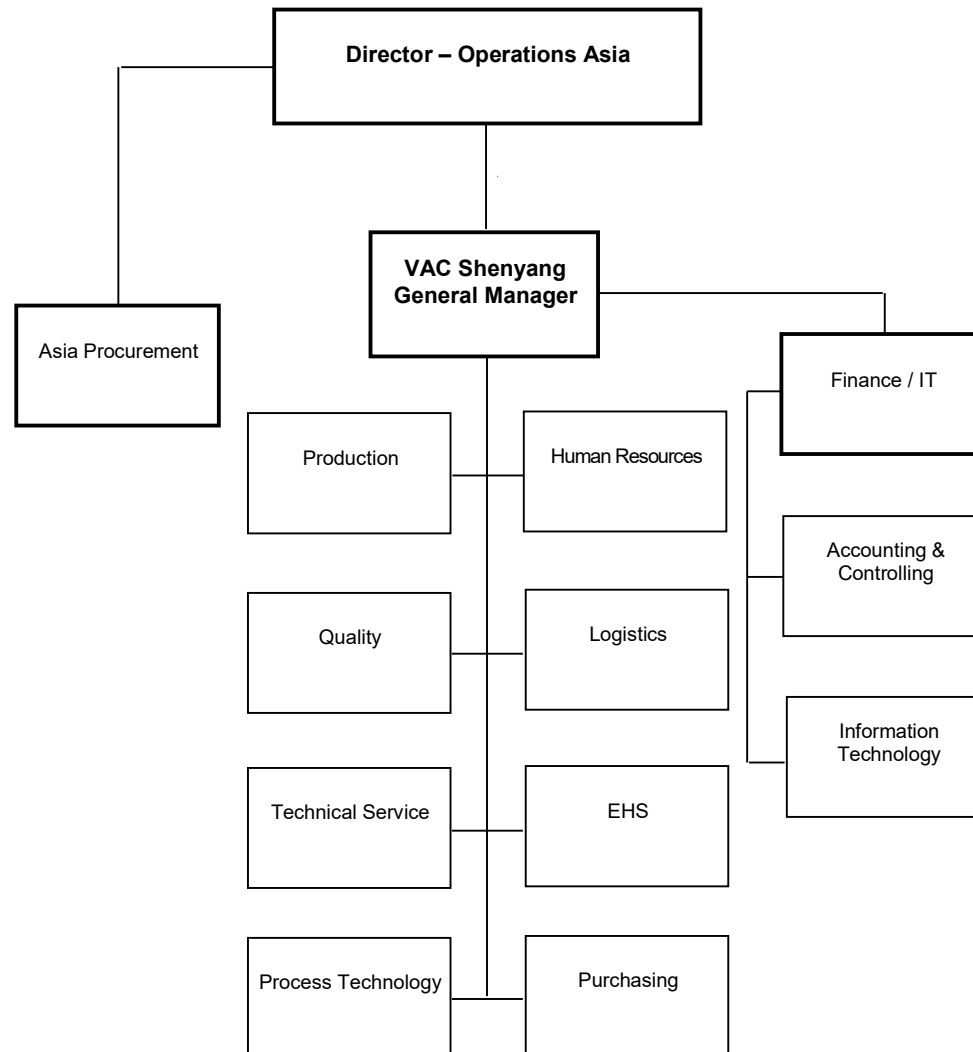 Director – Operations Asia
VAC Shenyang
General Manager
Asia Procurement
Finance / IT
Production
Human Resources
Accounting &
Controlling
Quality
Logistics
Information
Technology
Technical Service
EHS
Process Technology
Purchasing